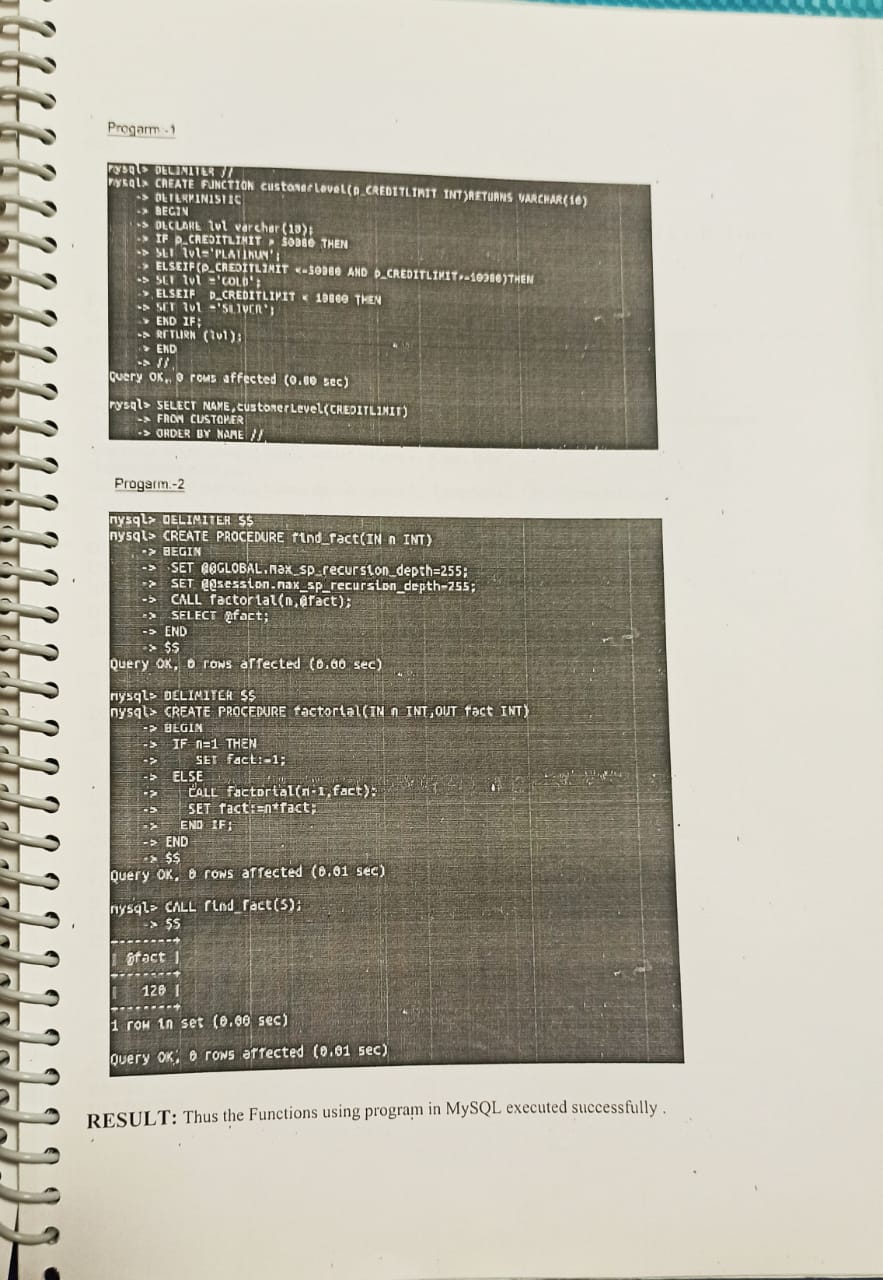 Progarm -1
mysql> DELIMITER //
mysql> CREATE FUNCTION customerLevel(p_CREDITLIMIT INT)RETURNS VARCHAR(10)
-> DETERMINISTIC
-> BEGIN
-> DECLARE lvl varchar(10);
-> IF p_CREDITLIMIT > 50000 THEN
-> SET lvl='PLATINUM';
-> ELSEIF(p_CREDITLIMIT <=50000 AND p_CREDITLIMIT>=10000)THEN
-> SET lvl ='GOLD';
-> ELSEIF p_CREDITLIMIT < 10000 THEN
-> SET lvl ='SILVER';
-> END IF;
-> RETURN (lvl);
-> END
-> //
Query OK, 0 rows affected (0.00 sec)
mysql> SELECT NAME,customerLevel(CREDITLIMIT)
-> FROM CUSTOMER
-> ORDER BY NAME //
Progarm.-2
mysql> DELIMITER $$
mysql> CREATE PROCEDURE find_fact(IN n INT)
-> BEGIN
-> SET @@GLOBAL.max_sp_recursion_depth=255;
-> SET @@session.max_sp_recursion_depth=255;
-> CALL factorial(n,@fact);
-> SELECT @fact;
-> END
-> $$
Query OK, 0 rows affected (0.00 sec)
mysql> DELIMITER $$
mysql> CREATE PROCEDURE factorial(IN n INT,OUT fact INT)
-> BEGIN
-> IF n=1 THEN
-> SET fact:=1;
-> ELSE
-> CALL factorial(n-1,fact);
-> SET fact:=n*fact;
-> END IF;
-> END
-> $$
Query OK, 0 rows affected (0.01 sec)
mysql> CALL find_fact(5);
-> $$
+-------+
| @fact |
+-------+
| 120 |
+-------+
1 row in set (0.00 sec)
Query OK, 0 rows affected (0.01 sec)
RESULT: Thus the Functions using program in MySQL executed successfully .